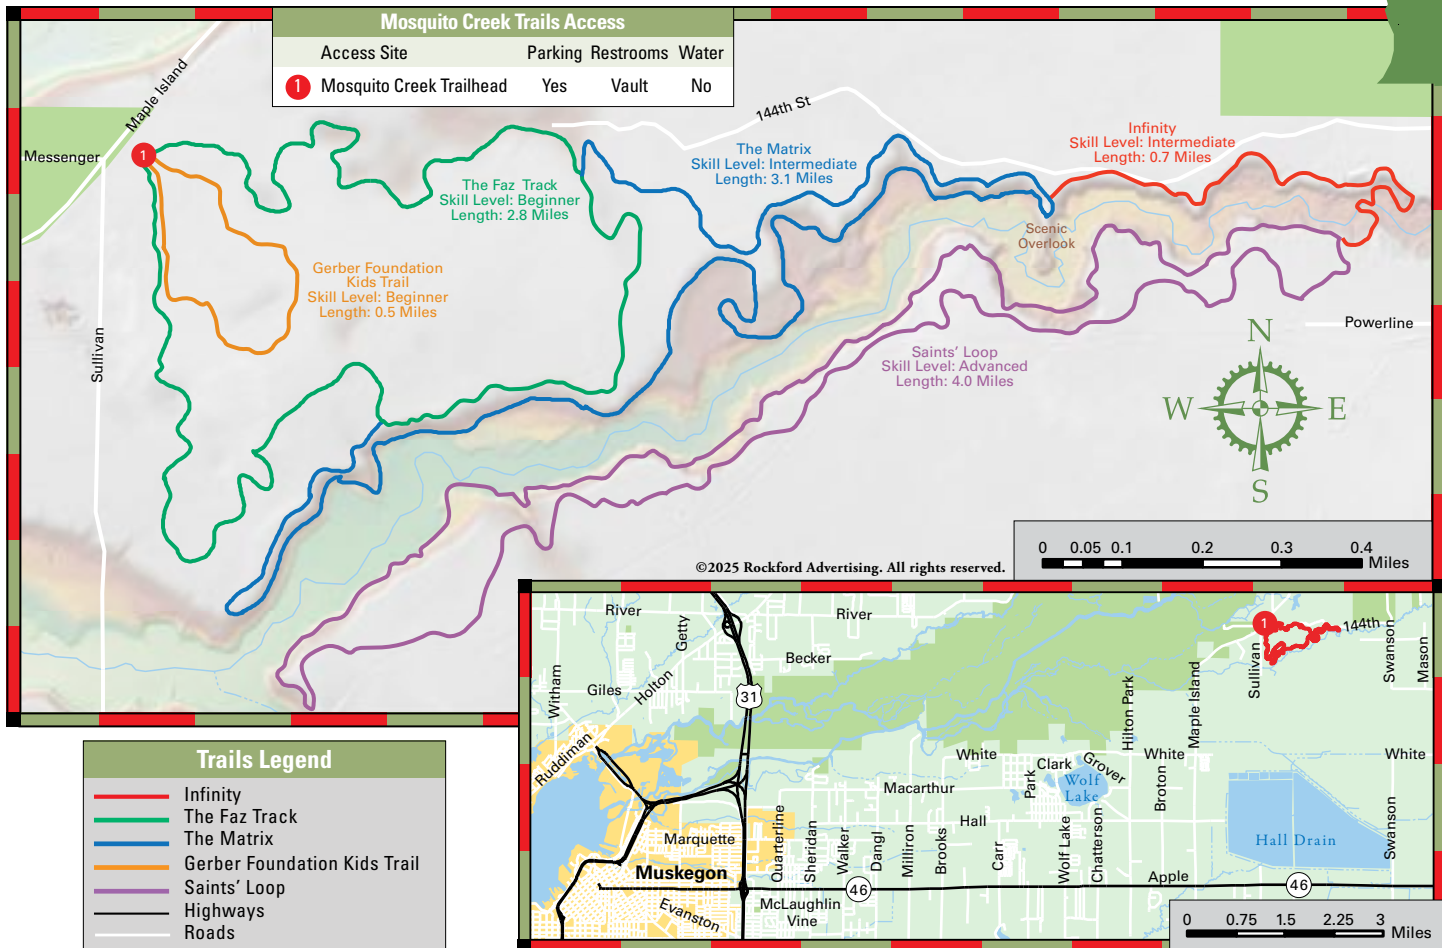 Mosquito Creek Trails Access
Access Site Parking Restrooms Water
1 Mosquito Creek Trailhead Yes Vault No
Maple Island
Messenger
1
144th St
Infinity
Skill Level: Intermediate
Length: 0.7 Miles
The Matrix
Skill Level: Intermediate
Length: 3.1 Miles
The Faz Track
Skill Level: Beginner
Length: 2.8 Miles
Scenic
Overlook
Gerber Foundation
Kids Trail
Skill Level: Beginner
Length: 0.5 Miles
Sullivan
Powerline
Saints' Loop
Skill Level: Advanced
Length: 4.0 Miles
N
W E
S
0 0.05 0.1 0.2 0.3 0.4
Miles
©2025 Rockford Advertising. All rights reserved.
River
Getty
River
1
144th
Swanson
Mason
Becker
Sullivan
Witham
Giles
Holton
31
Hilton Park
Maple Island
Ruddiman
White
White
White
Clark
Grover
Park
Wolf
Lake
Broton
Macarthur
Hall
Quarterline
Sheridan
Walker
Dangl
Milliron
Brooks
Carr
Wolf Lake
Chatterson
Hall Drain
Swanson
Marquette
Muskegon
46
Apple
46
McLaughlin
Vine
Evanston
0 0.75 1.5 2.25 3
Miles
Trails Legend
Infinity
The Faz Track
The Matrix
Gerber Foundation Kids Trail
Saints' Loop
Highways
Roads